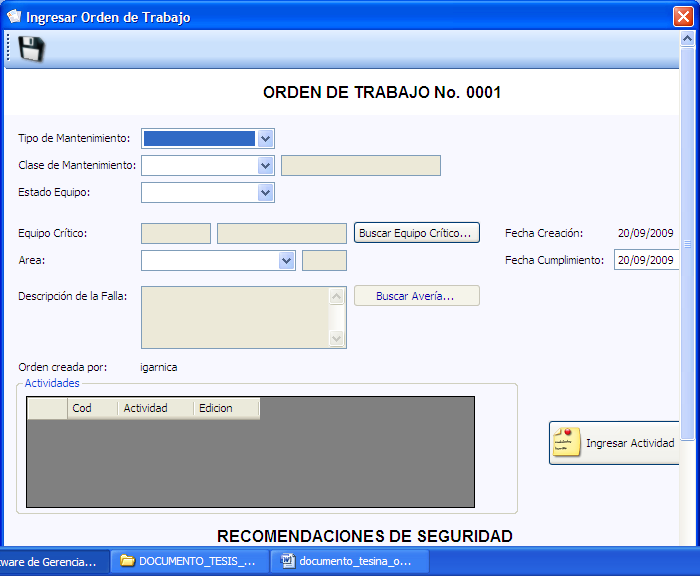 Ingresar Orden de Trabajo
ORDEN DE TRABAJO No. 0001
Tipo de Mantenimiento:
Clase de Mantenimiento:
Estado Equipo:
Equipo Crítico: Buscar Equipo Crítico... Fecha Creación: 20/09/2009
Area: Fecha Cumplimiento: 20/09/2009
Descripción de la Falla: Buscar Avería...
Orden creada por: igarnica
Actividades
Cod Actividad Edicion
Ingresar Actividad
RECOMENDACIONES DE SEGURIDAD
tware de Gerencia... DOCUMENTO_TESIS_... documento_tesina_o...